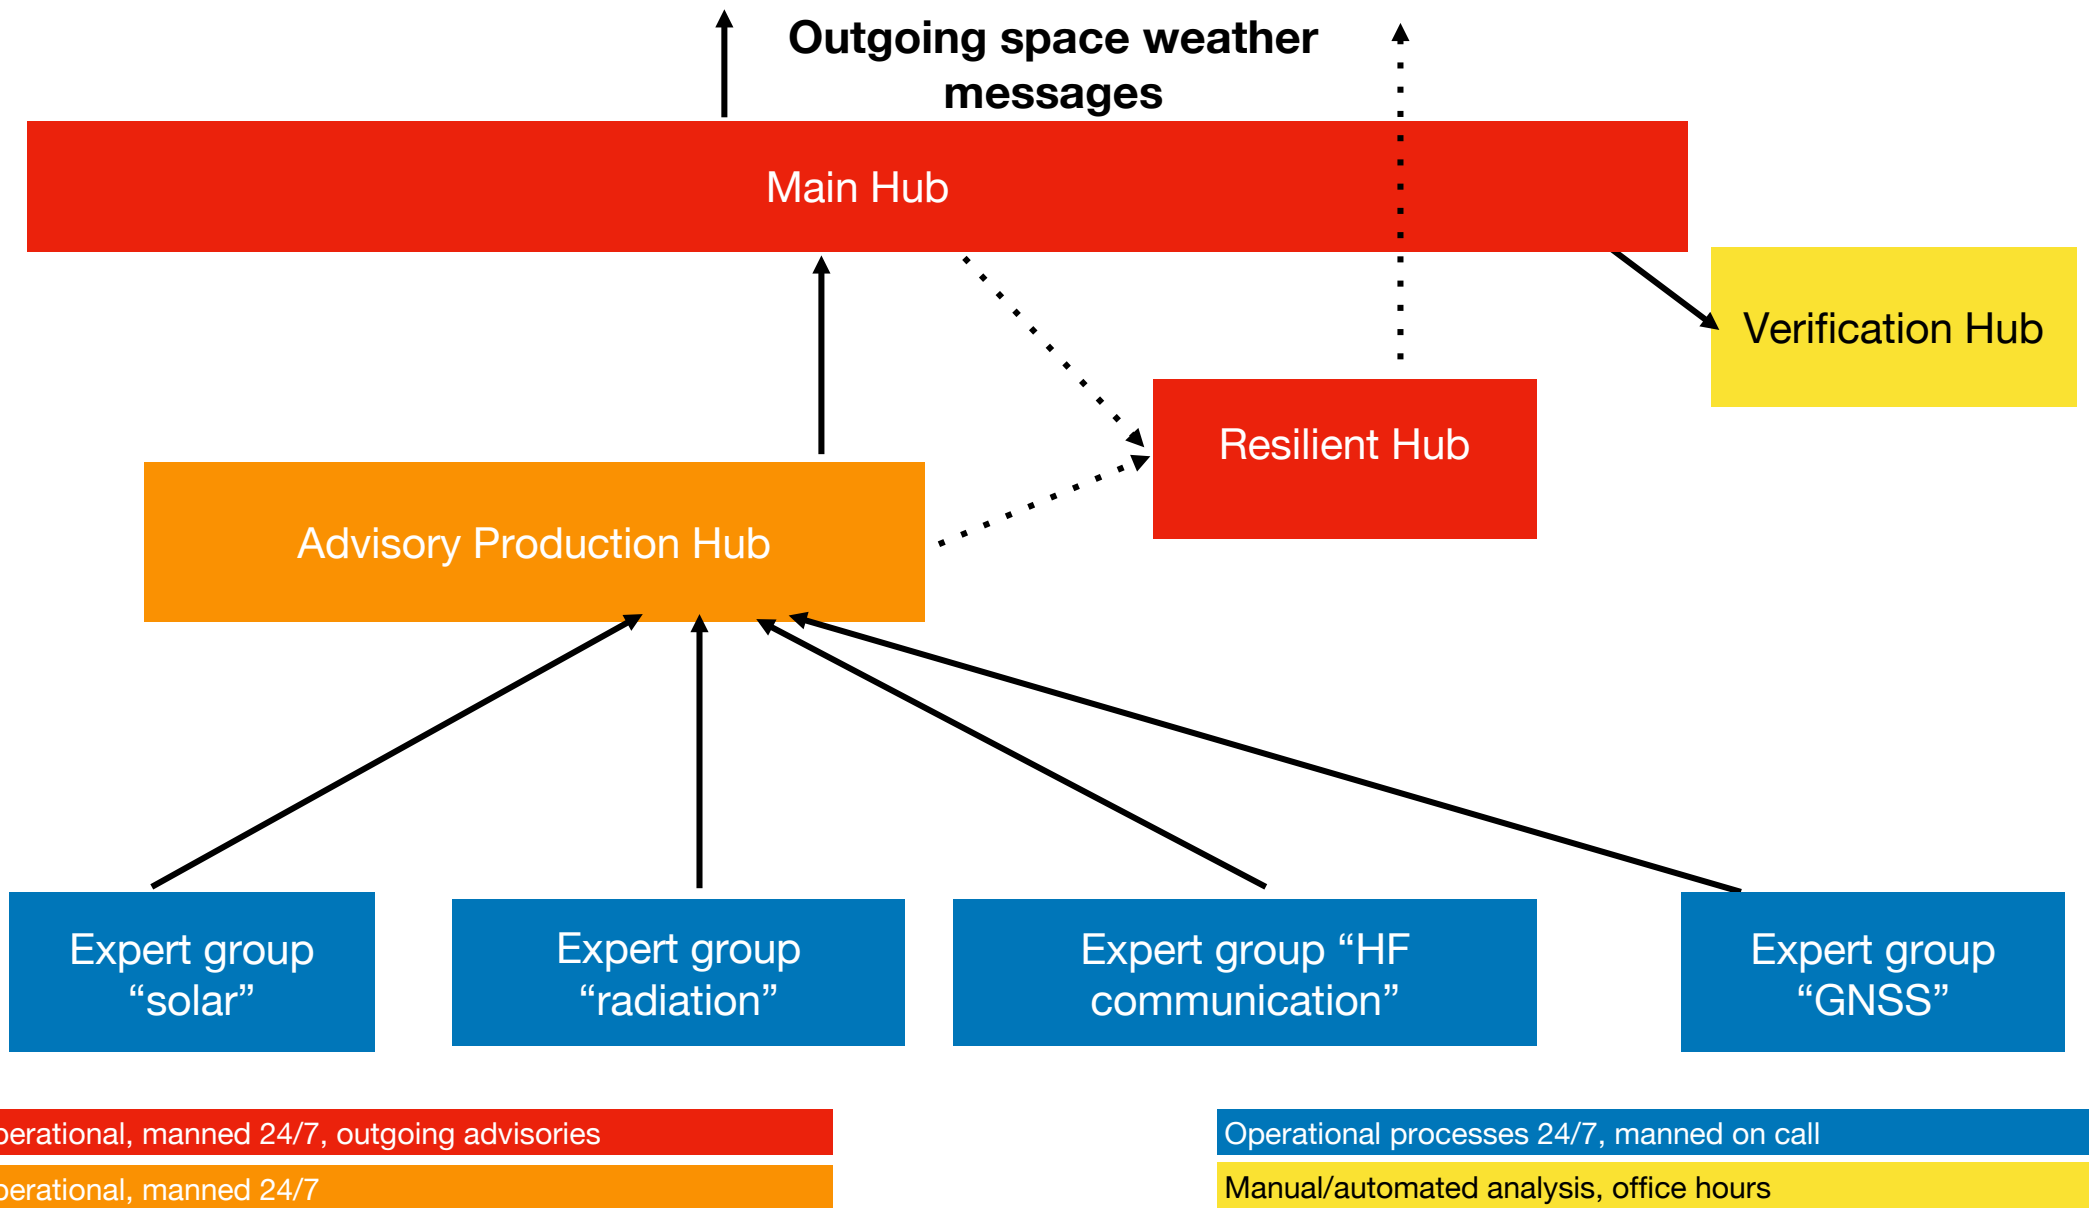 Outgoing space weather
messages
Main Hub
Verification Hub
Resilient Hub
Advisory Production Hub
Expert group
“solar”
Expert group
“radiation”
Expert group “HF
communication”
Expert group
“GNSS”
perational, manned 24/7, outgoing advisories
perational, manned 24/7
Operational processes 24/7, manned on call
Manual/automated analysis, office hours